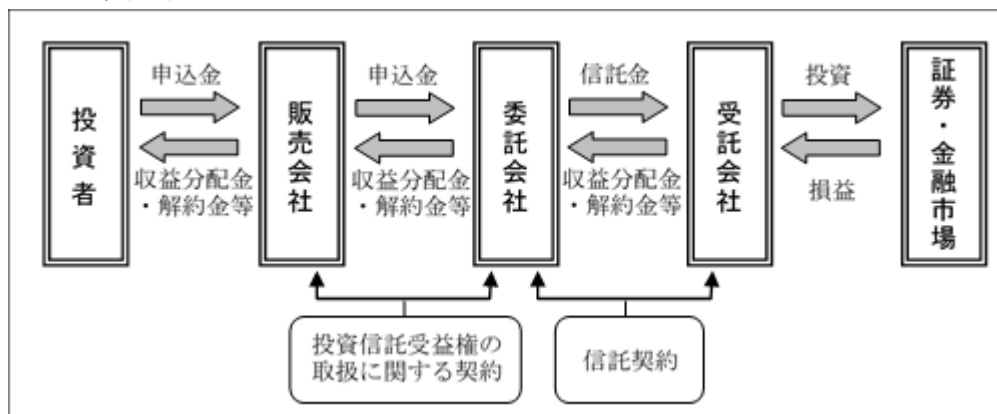 投資者
申込金
収益分配金
・解約金等
販売会社
申込金
収益分配金
・解約金等
委託会社
信託金
収益分配金
・解約金等
受託会社
投資
損益
証券・金融市場
投資信託受益権の
取扱に関する契約
信託契約